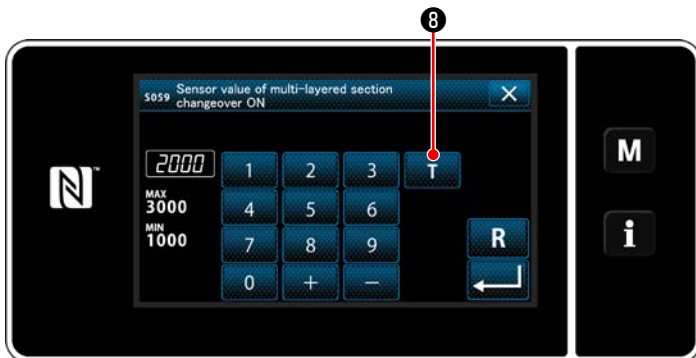 8
S059 Sensor value of multi-layered section
changeover ON
X
2000
1 2 3 T
MAX
3000
4 5 6
MIN
1000
7 8 9 R
0 + −
M
i
N